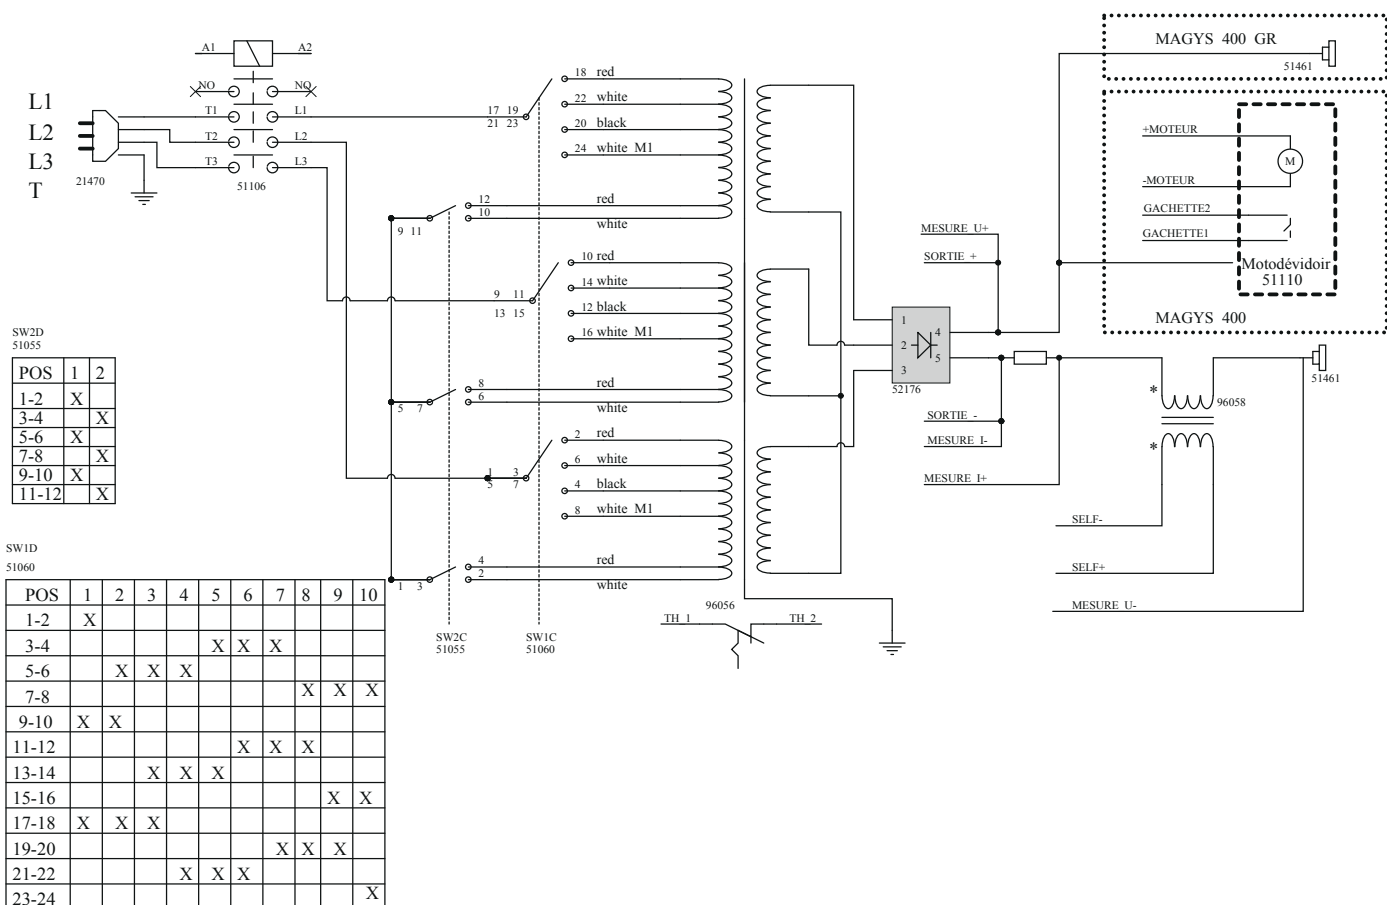 MAGYS 400 GR
51461
A1 A2
NO NO
L1
L2
L3
T
T1 L1
T2 L2
T3 L3
21470
51106
17 19
21 23
18 red
22 white
20 black
24 white M1
12 red
10 white
9 11
10 red
14 white
12 black
16 white M1
9 11
13 15
8 red
6 white
5 7
2 red
6 white
4 black
8 white M1
1 3
5 7
4 red
2 white
1 3
SW2C
51055
SW1C
51060
96056
TH 1 TH 2
+MOTEUR
M
-MOTEUR
GACHETTE2
GACHETTE1
Motodévidoir
51110
MAGYS 400
MESURE U+
SORTIE +
1
2
3
4
5
52176
SORTIE -
MESURE I-
MESURE I+
*
*
96058
51461
SELF-
SELF+
MESURE U-
SW2D
51055
POS 1 2
1-2 X
3-4 X
5-6 X
7-8 X
9-10 X
11-12 X
SW1D
51060
POS 1 2 3 4 5 6 7 8 9 10
1-2 X
3-4 X X X
5-6 X X X
7-8 X X X
9-10 X X
11-12 X X X
13-14 X X X
15-16 X X
17-18 X X X
19-20 X X X
21-22 X X X
23-24 X